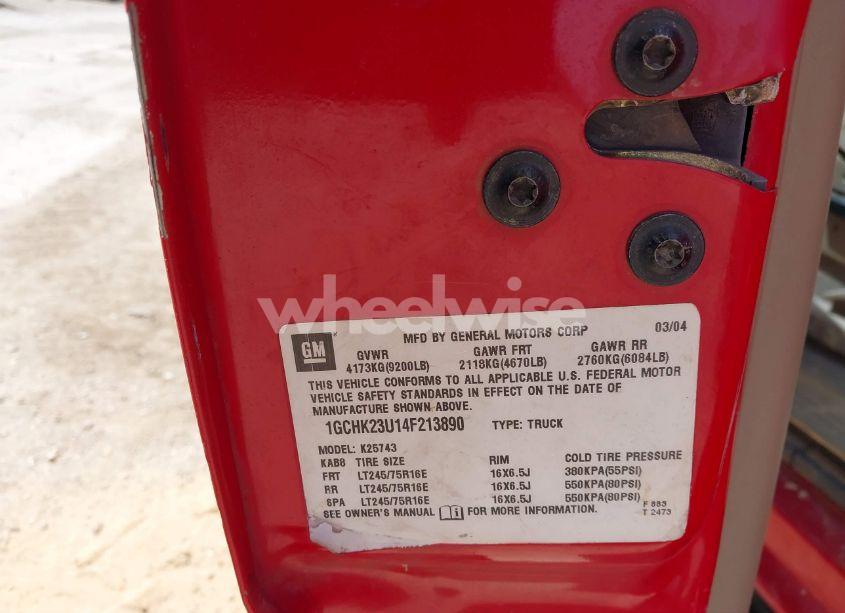 wheelwise
GM
MFD BY GENERAL MOTORS CORP 03/04
GVWR GAWR FRT GAWR RR
4173KG(9200LB) 2118KG(4670LB) 2760KG(6084LB)
THIS VEHICLE CONFORMS TO ALL APPLICABLE U.S. FEDERAL MOTOR
VEHICLE SAFETY STANDARDS IN EFFECT ON THE DATE OF
MANUFACTURE SHOWN ABOVE.
1GCHK23U14F213890 TYPE: TRUCK
MODEL: K25743
KAB8 TIRE SIZE RIM COLD TIRE PRESSURE
FRT LT245/75R16E 16X6.5J 380KPA(55PSI)
RR LT245/75R16E 16X6.5J 550KPA(80PSI)
SPA LT245/75R16E 16X6.5J 550KPA(80PSI)
SEE OWNER'S MANUAL FOR MORE INFORMATION.
F 883
T 2473